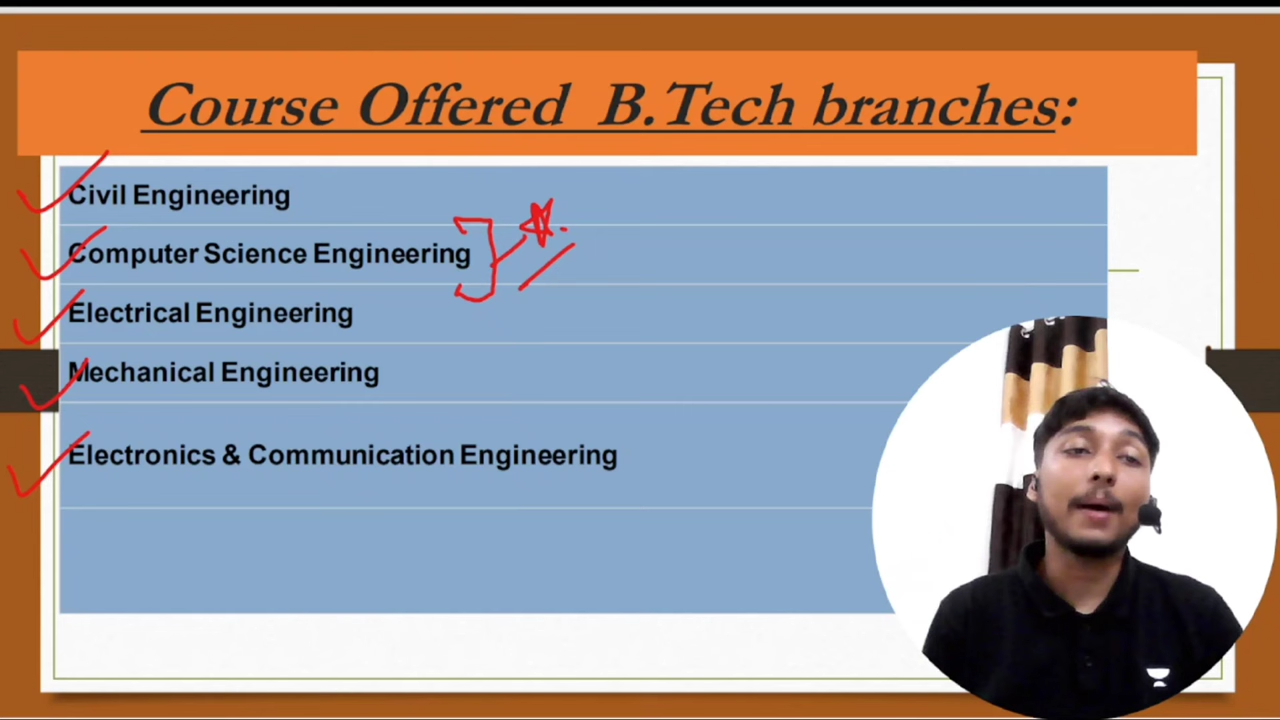 Course Offered B.Tech branches:
Civil Engineering
Computer Science Engineering
Electrical Engineering
Mechanical Engineering
Electronics & Communication Engineering